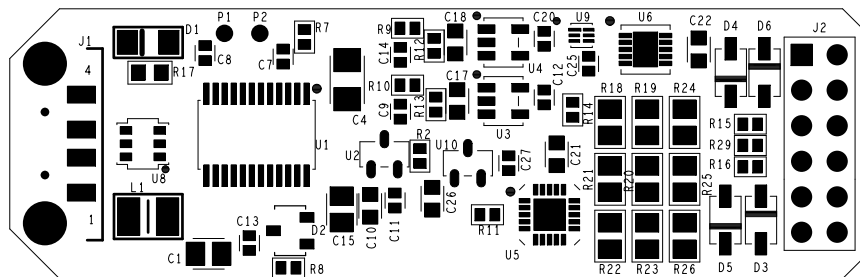 J1
4
1
D1
R17
U8
L1
P1
P2
C8
C7
R7
U1
C4
C1
C13
D2
R8
R9
C14
R12
R10
C9
R13
C18
C17
U4
U3
C20
C12
U9
C25
R14
U2
R2
U10
C27
C21
C15
C10
C11
C26
R11
U5
U6
C22
D4
D6
J2
R18
R19
R24
R21
R20
R25
R22
R23
R26
R15
R29
R16
D5
D3